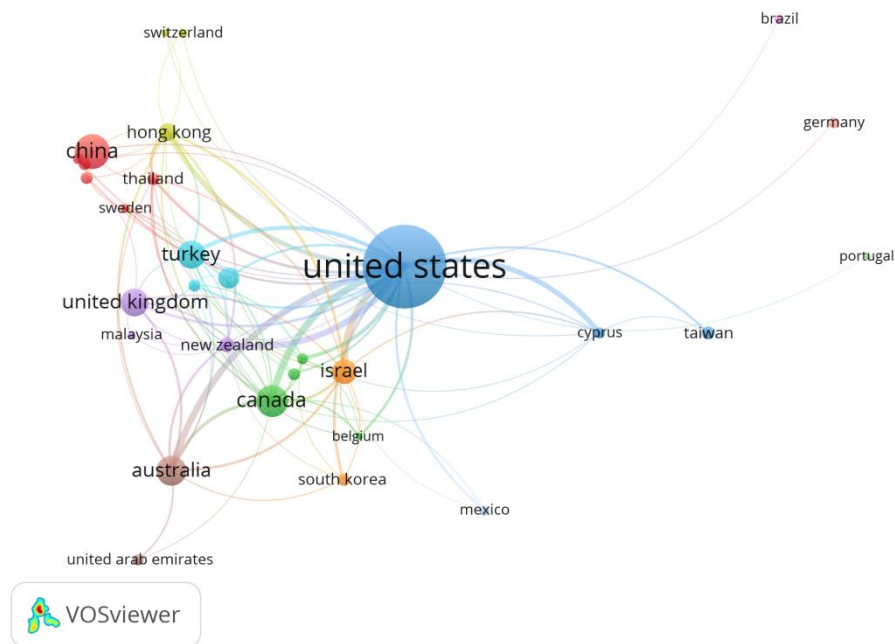 brazil
switzerland
germany
hong kong
china
thailand
sweden
turkey
portugal
united states
united kingdom
malaysia
new zealand
cyprus
taiwan
israel
canada
belgium
australia
south korea
mexico
united arab emirates
VOSviewer